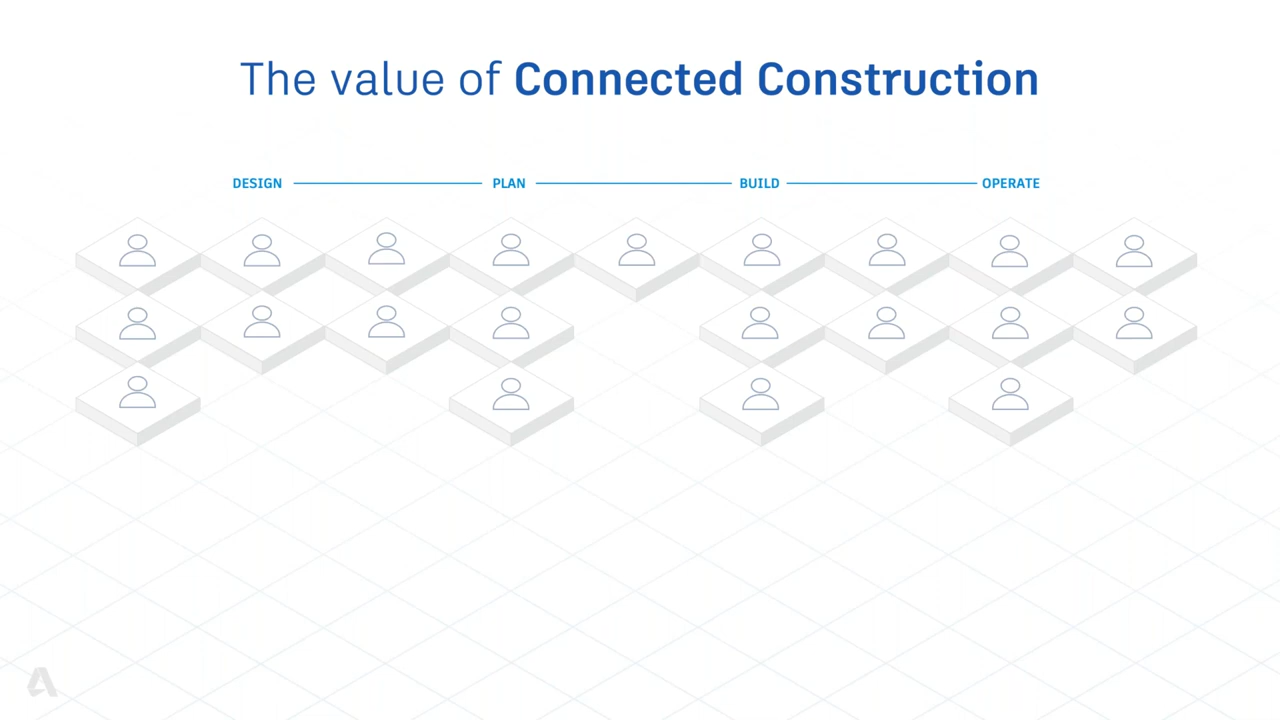 The value of Connected Construction
DESIGN PLAN BUILD OPERATE